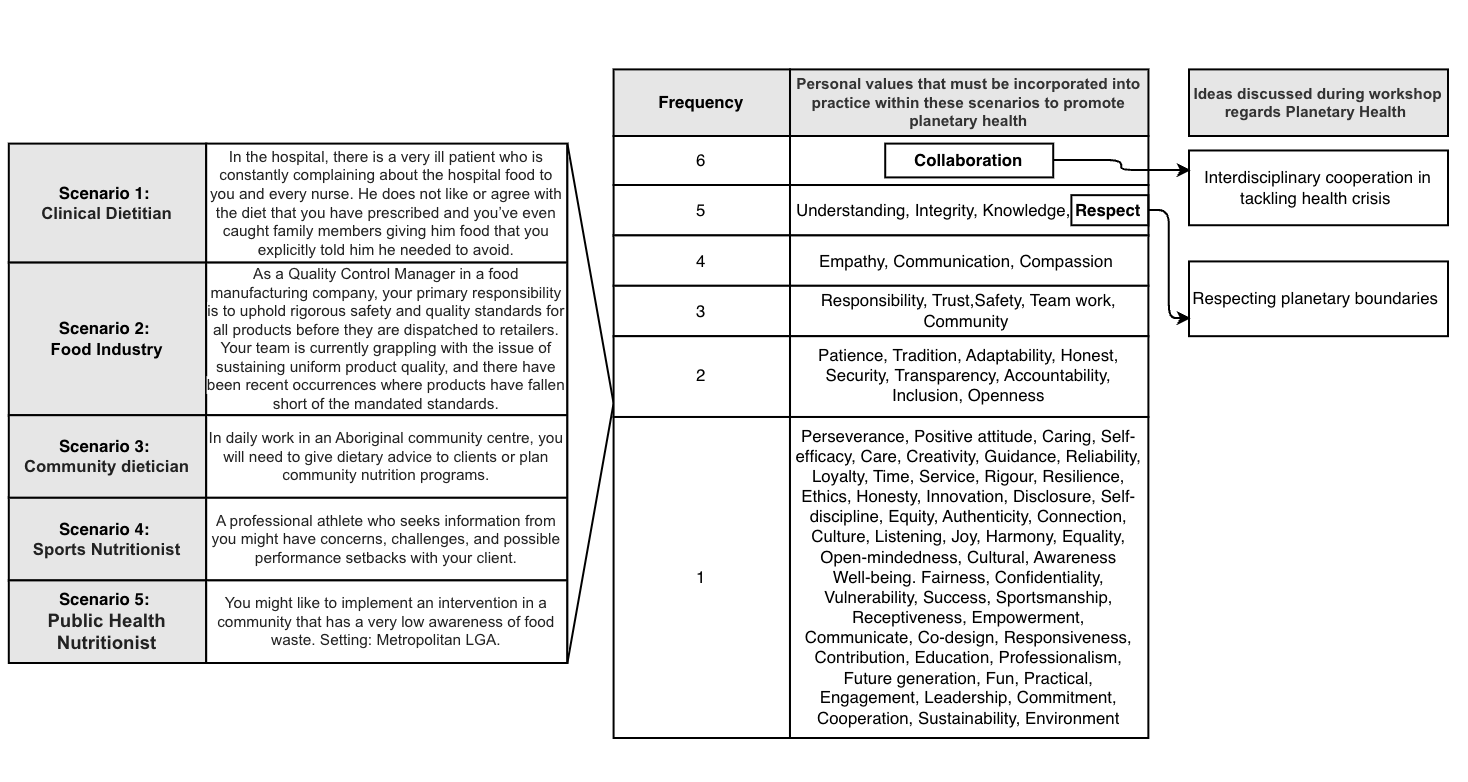 Scenario 1:
Clinical Dietitian
In the hospital, there is a very ill patient who is
constantly complaining about the hospital food to
you and every nurse. He does not like or agree with
the diet that you have prescribed and you've even
caught family members giving him food that you
explicitly told him he needed to avoid.
Scenario 2:
Food Industry
As a Quality Control Manager in a food
manufacturing company, your primary responsibility
is to uphold rigorous safety and quality standards for
all products before they are dispatched to retailers.
Your team is currently grappling with the issue of
sustaining uniform product quality, and there have
been recent occurrences where products have fallen
short of the mandated standards.
Scenario 3:
Community dietician
In daily work in an Aboriginal community centre, you
will need to give dietary advice to clients or plan
community nutrition programs.
Scenario 4:
Sports Nutritionist
A professional athlete who seeks information from
you might have concerns, challenges, and possible
performance setbacks with your client.
Scenario 5:
Public Health
Nutritionist
You might like to implement an intervention in a
community that has a very low awareness of food
waste. Setting: Metropolitan LGA.
Frequency
Personal values that must be incorporated into
practice within these scenarios to promote
planetary health
6
Collaboration
5
Understanding, Integrity, Knowledge, Respect
4
Empathy, Communication, Compassion
3
Responsibility, Trust,Safety, Team work,
Community
2
Patience, Tradition, Adaptability, Honest,
Security, Transparency, Accountability,
Inclusion, Openness
1
Perseverance, Positive attitude, Caring, Self-
efficacy, Care, Creativity, Guidance, Reliability,
Loyalty, Time, Service, Rigour, Resilience,
Ethics, Honesty, Innovation, Disclosure, Self-
discipline, Equity, Authenticity, Connection,
Culture, Listening, Joy, Harmony, Equality,
Open-mindedness, Cultural, Awareness
Well-being. Fairness, Confidentiality,
Vulnerability, Success, Sportsmanship,
Receptiveness, Empowerment,
Communicate, Co-design, Responsiveness,
Contribution, Education, Professionalism,
Future generation, Fun, Practical,
Engagement, Leadership, Commitment,
Cooperation, Sustainability, Environment
Ideas discussed during workshop
regards Planetary Health
Interdisciplinary cooperation in
tackling health crisis
Respecting planetary boundaries